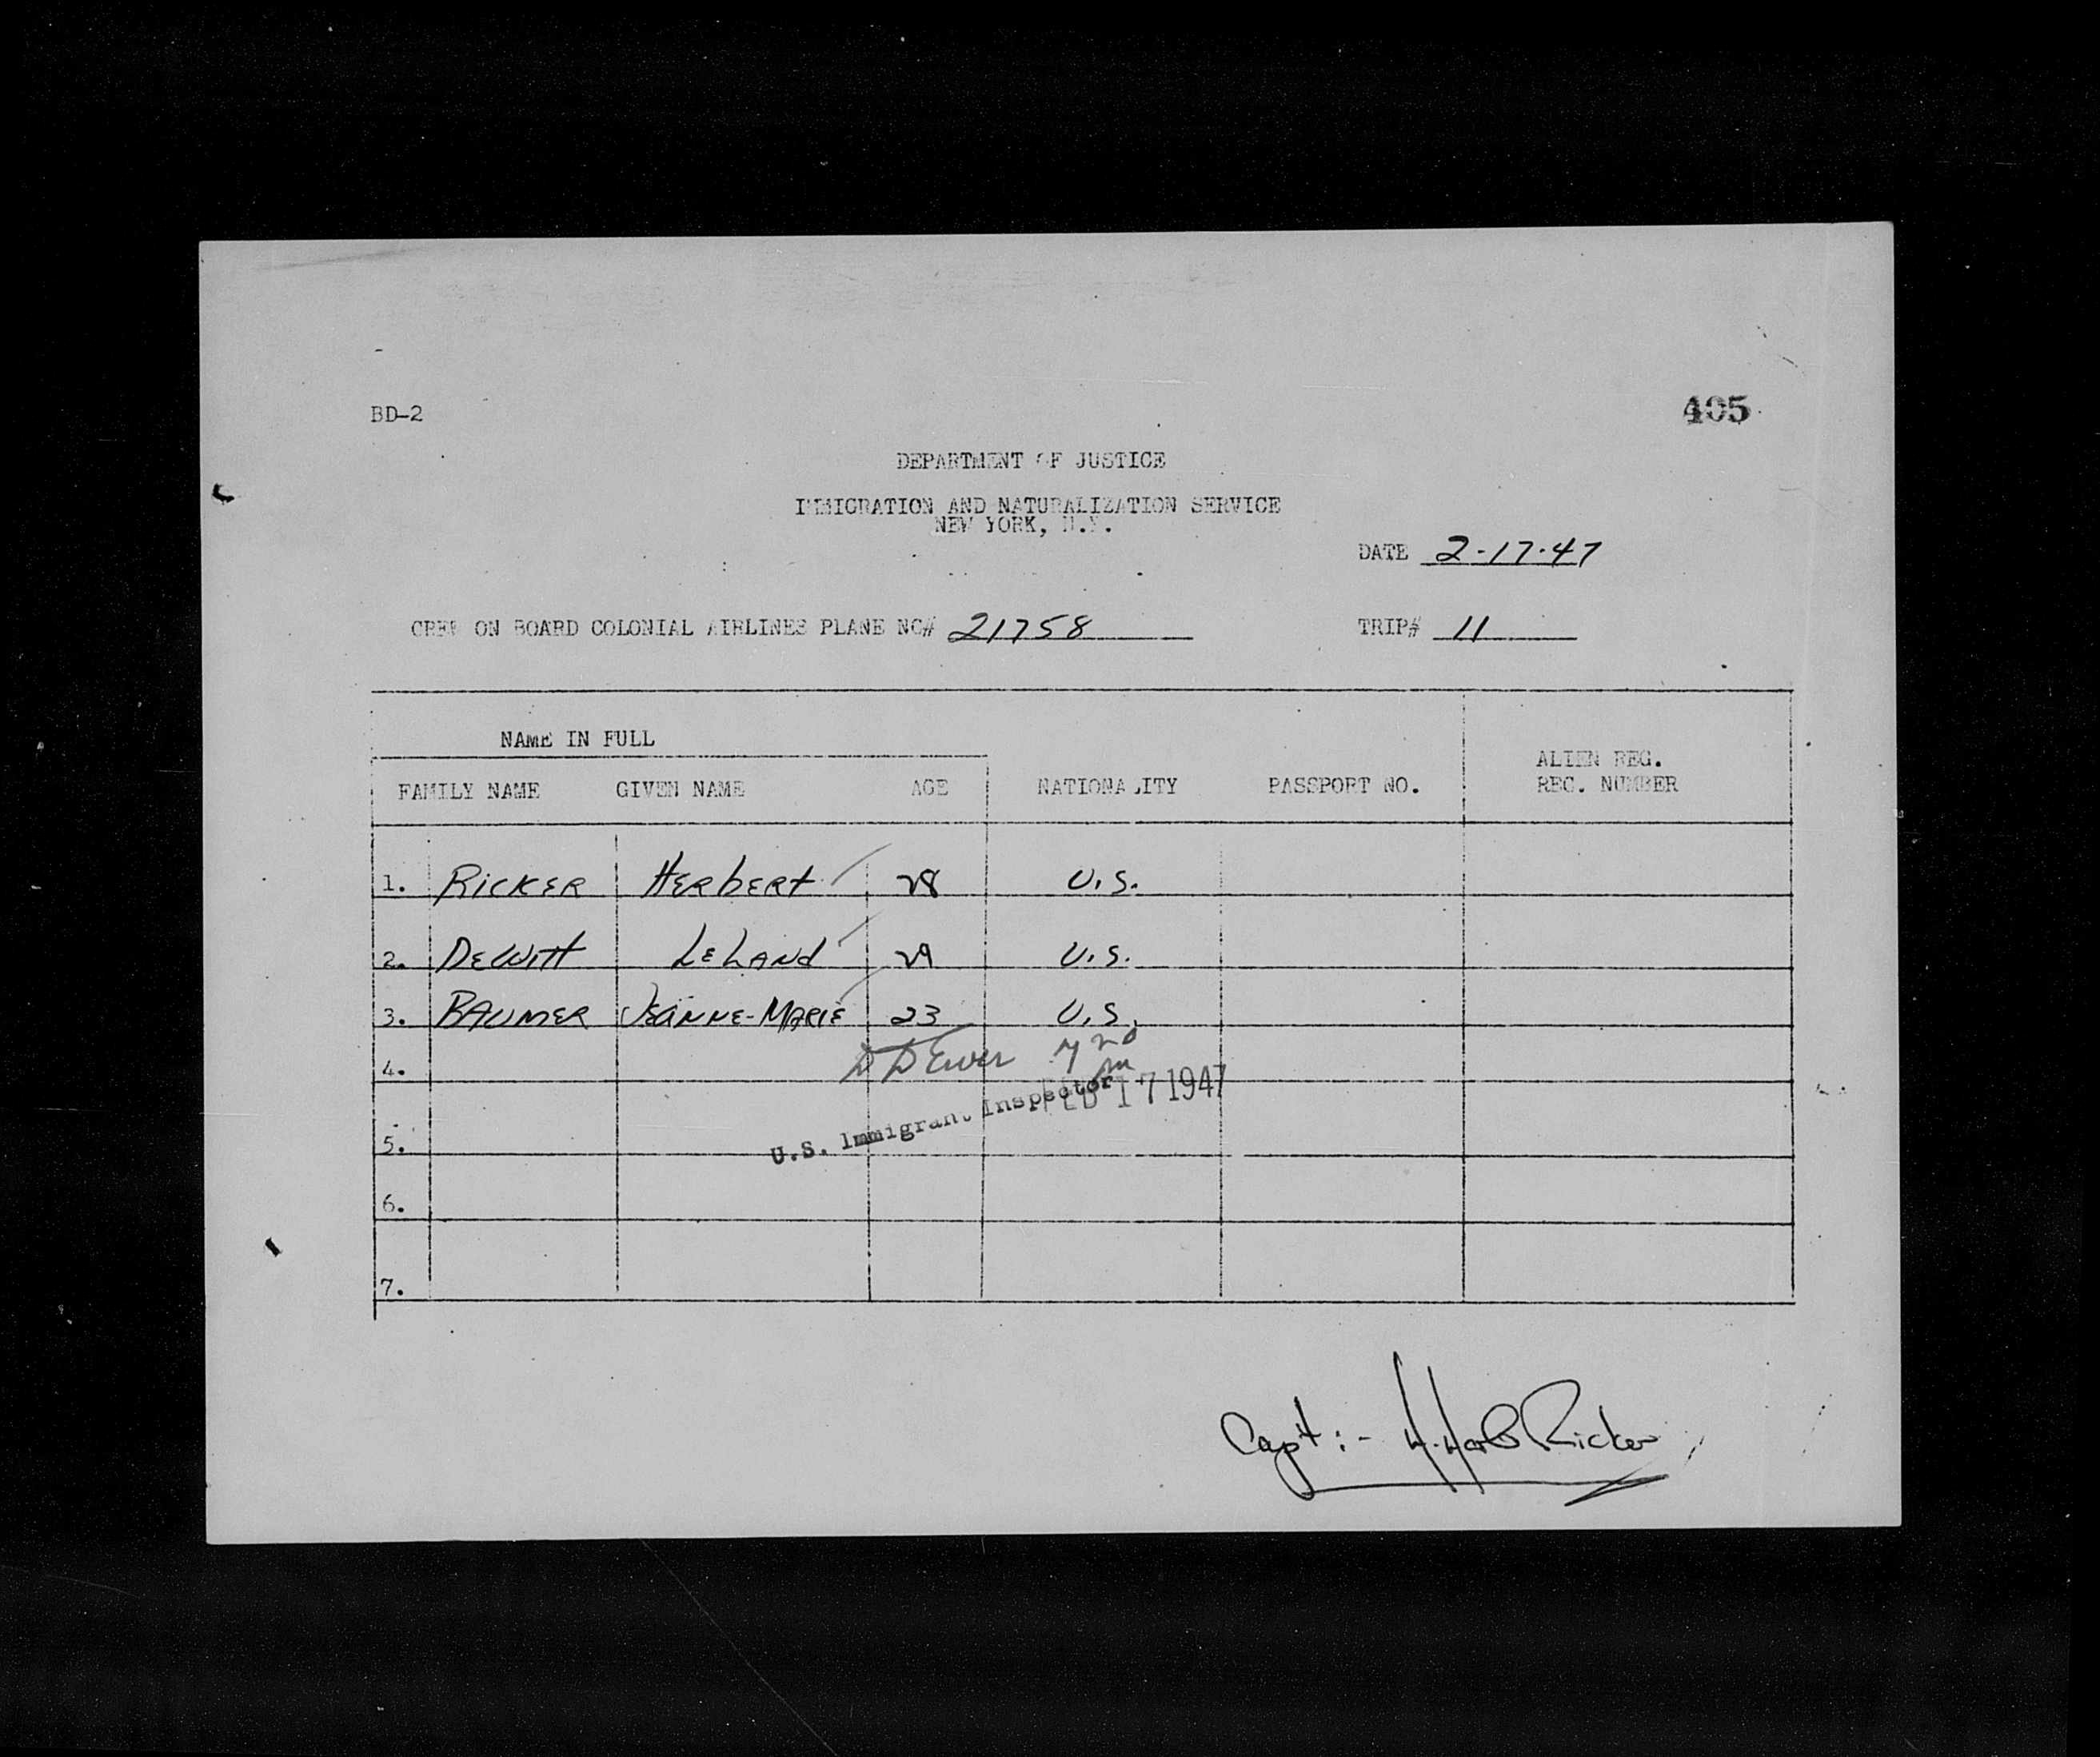 BD-2
405
DEPARTMENT OF JUSTICE
IMMIGRATION AND NATURALIZATION SERVICE
NEW YORK, N.Y.
DATE 2-17-47
CREW ON BOARD COLONIAL AIRLINES PLANE NO# 21758 TRIP# 11
NAME IN FULL
FAMILY NAME GIVEN NAME AGE NATIONALITY PASSPORT NO. ALIEN REG. REG. NUMBER
1. RICKER HERBERT 28 U.S.
2. DEWITT LELAND 29 U.S.
3. BAUMER JEANNE-MARIE 23 U.S.
4.
U.S. Immigrant Inspector FEB 17 1947
5.
6.
7.
Capt:- H. Herb Ricker